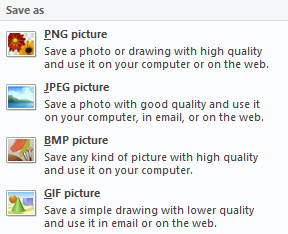 Save as
PNG picture
Save a photo or drawing with high quality
and use it on your computer or on the web.
JPEG picture
Save a photo with good quality and use it
on your computer, in email, or on the web.
BMP picture
Save any kind of picture with high quality
and use it on your computer.
GIF picture
Save a simple drawing with lower quality
and use it in email or on the web.